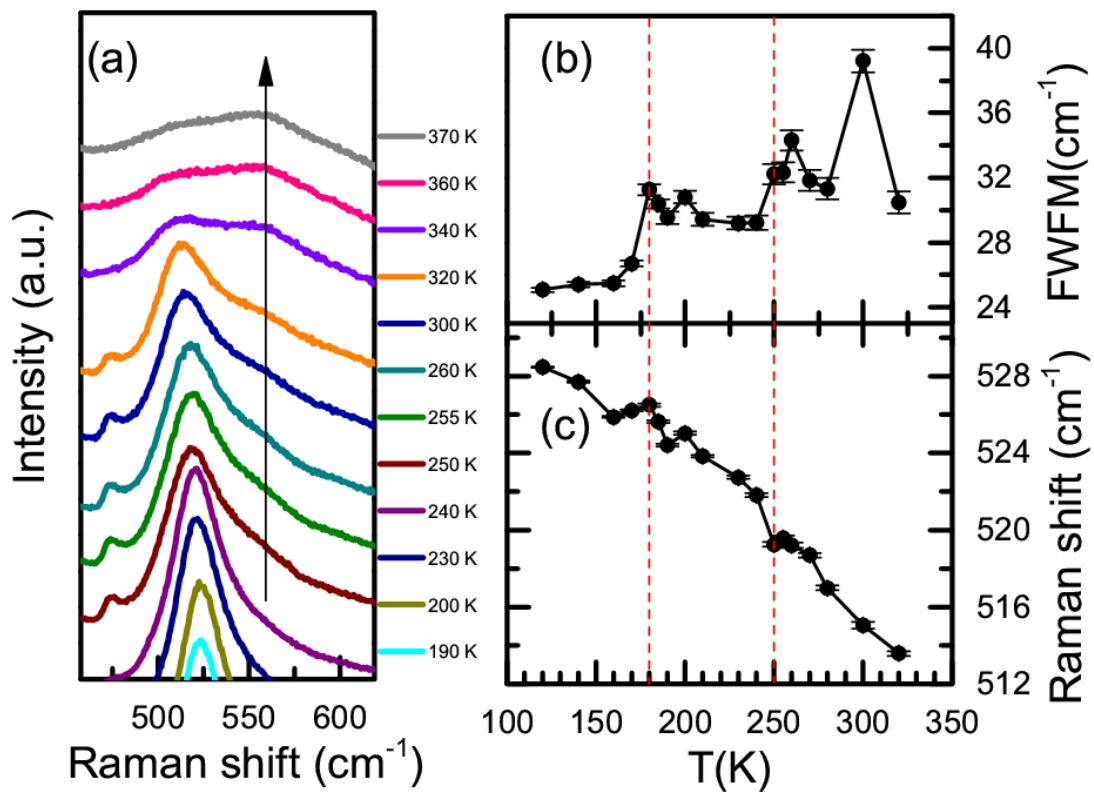 (a)
370 K
360 K
340 K
320 K
300 K
260 K
255 K
250 K
240 K
230 K
200 K
190 K
Intensity (a.u.)
500 550 600
Raman shift (cm-1)
(b)
40
36
32
28
24
FWFM(cm-1)
(c)
528
524
520
516
512
Raman shift (cm-1)
100 150 200 250 300 350
T(K)